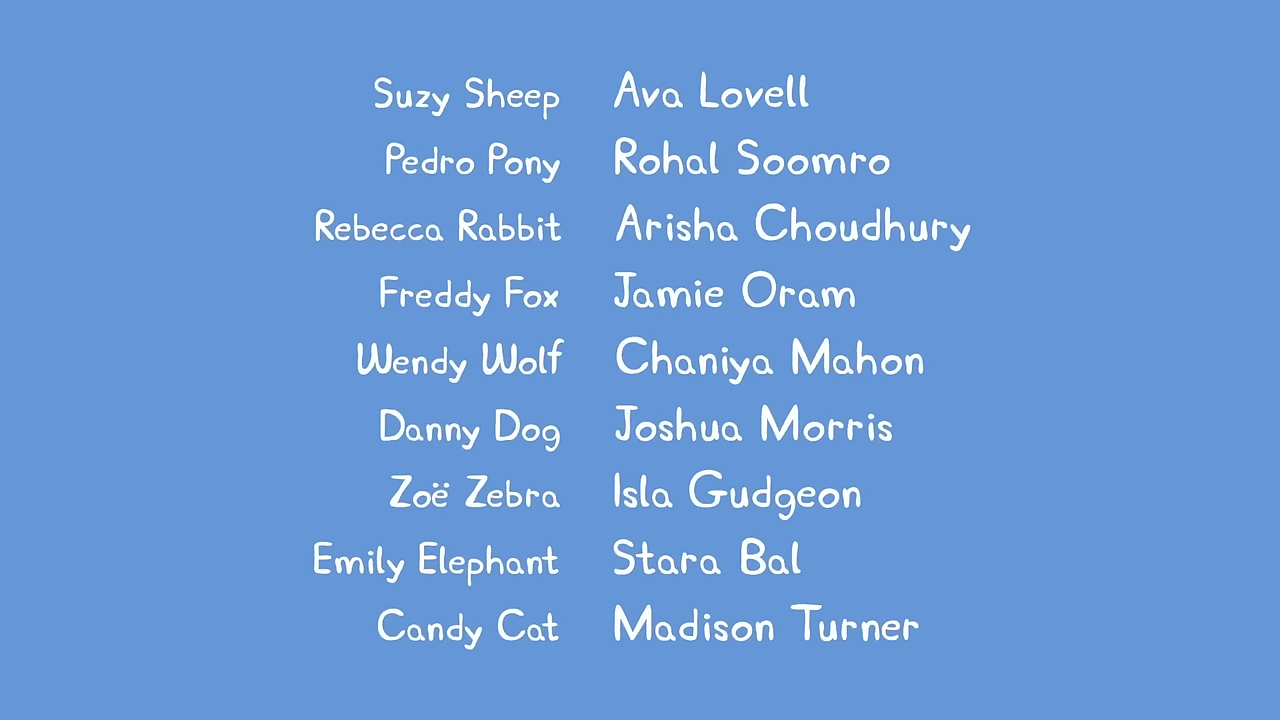 Suzy Sheep Ava Lovell
Pedro Pony Rohal Soomro
Rebecca Rabbit Arisha Choudhury
Freddy Fox Jamie Oram
Wendy Wolf Chaniya Mahon
Danny Dog Joshua Morris
Zoë Zebra Isla Gudgeon
Emily Elephant Stara Bal
Candy Cat Madison Turner